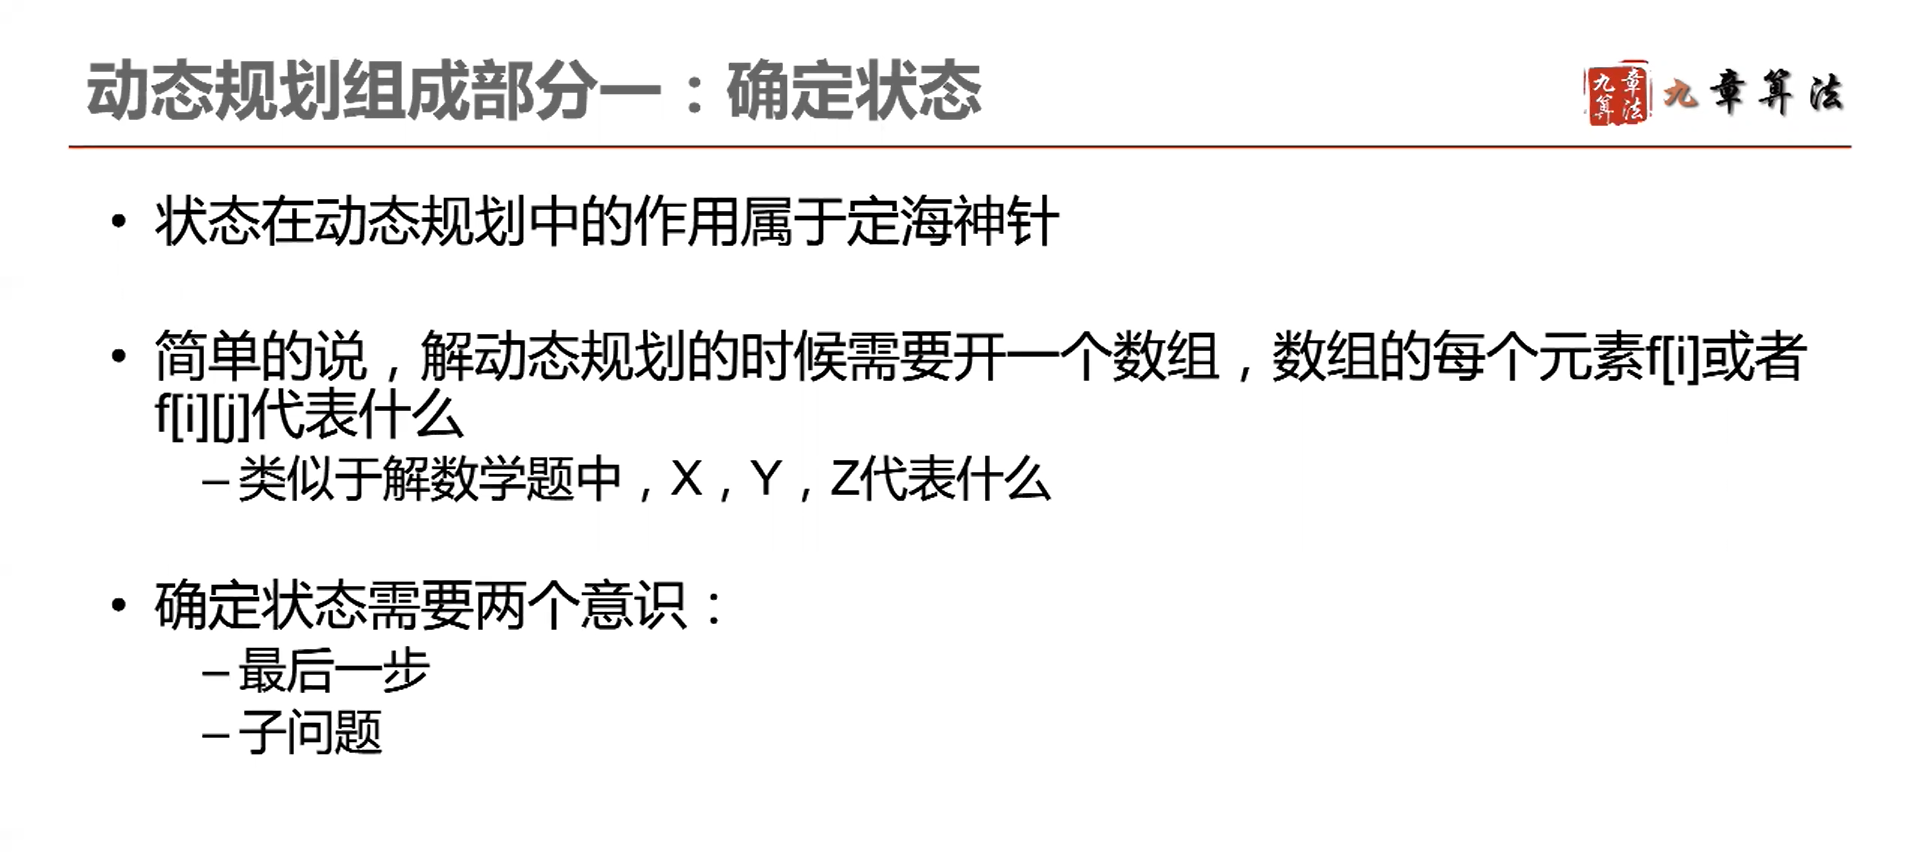 动态规划组成部分一：确定状态
九章算法
九章算法
• 状态在动态规划中的作用属于定海神针
• 简单的说，解动态规划的时候需要开一个数组，数组的每个元素f[i]或者
f[i][j]代表什么
– 类似于解数学题中，X，Y，Z代表什么
• 确定状态需要两个意识：
– 最后一步
– 子问题